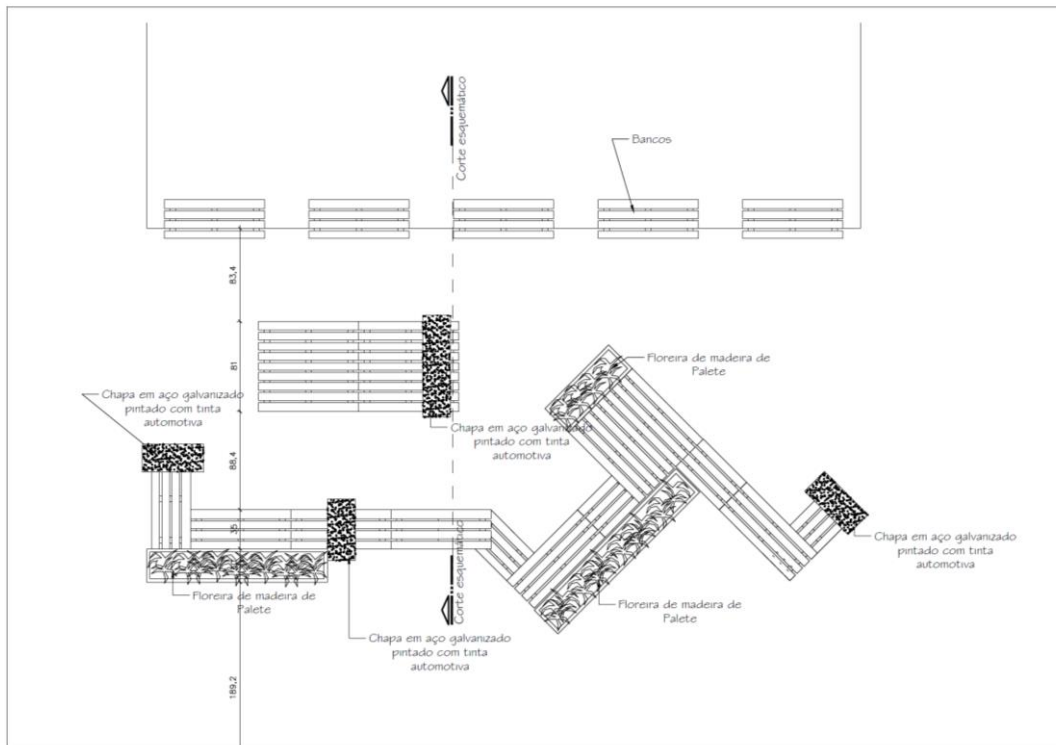 Corte esquemático
Bancos
83,4
81
Floreira de madeira de
Palete
Chapa em aço galvanizado
pintado com tinta
automotiva
Chapa em aço galvanizado
pintado com tinta
automotiva
88,4
35
Corte esquemático
Chapa em aço galvanizado
pintado com tinta
automotiva
Floreira de madeira de
Palete
Floreira de madeira de
Palete
Chapa em aço galvanizado
pintado com tinta
automotiva
189,2